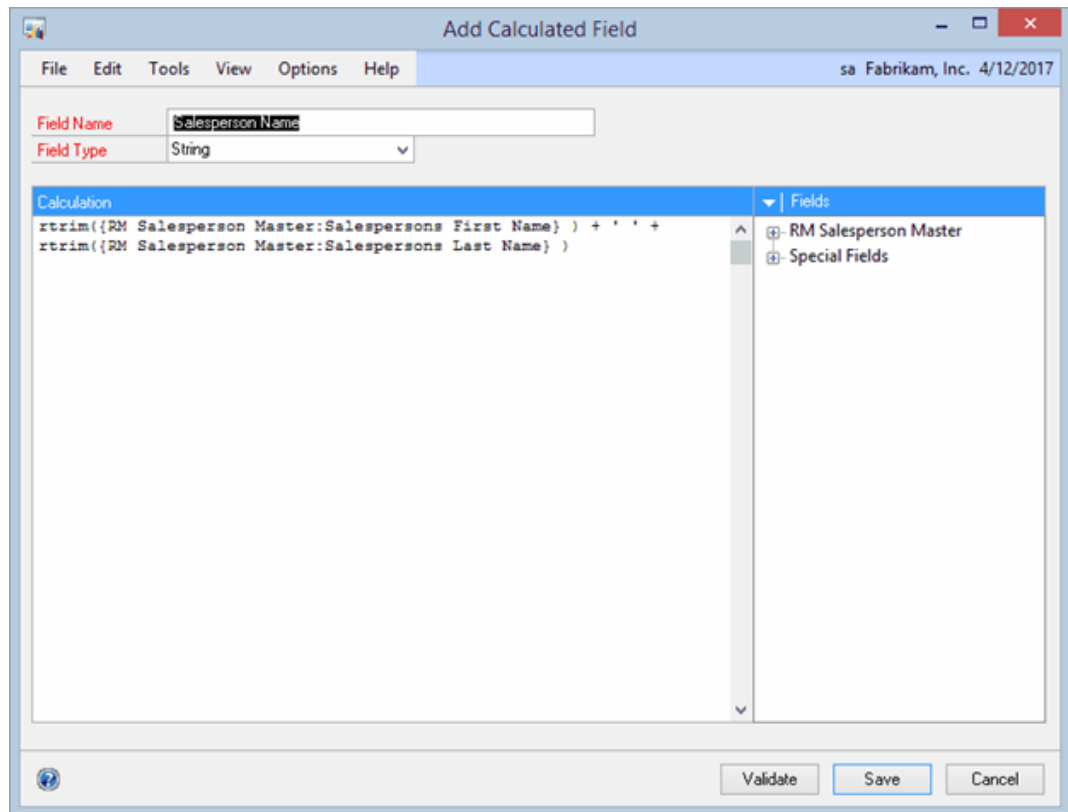 Add Calculated Field
File Edit Tools View Options Help sa Fabrikam, Inc. 4/12/2017
Field Name Salesperson Name
Field Type String
Calculation
rtrim({RM Salesperson Master:Salespersons First Name} ) + ' ' +
rtrim({RM Salesperson Master:Salespersons Last Name} )
Fields
RM Salesperson Master
Special Fields
Validate Save Cancel